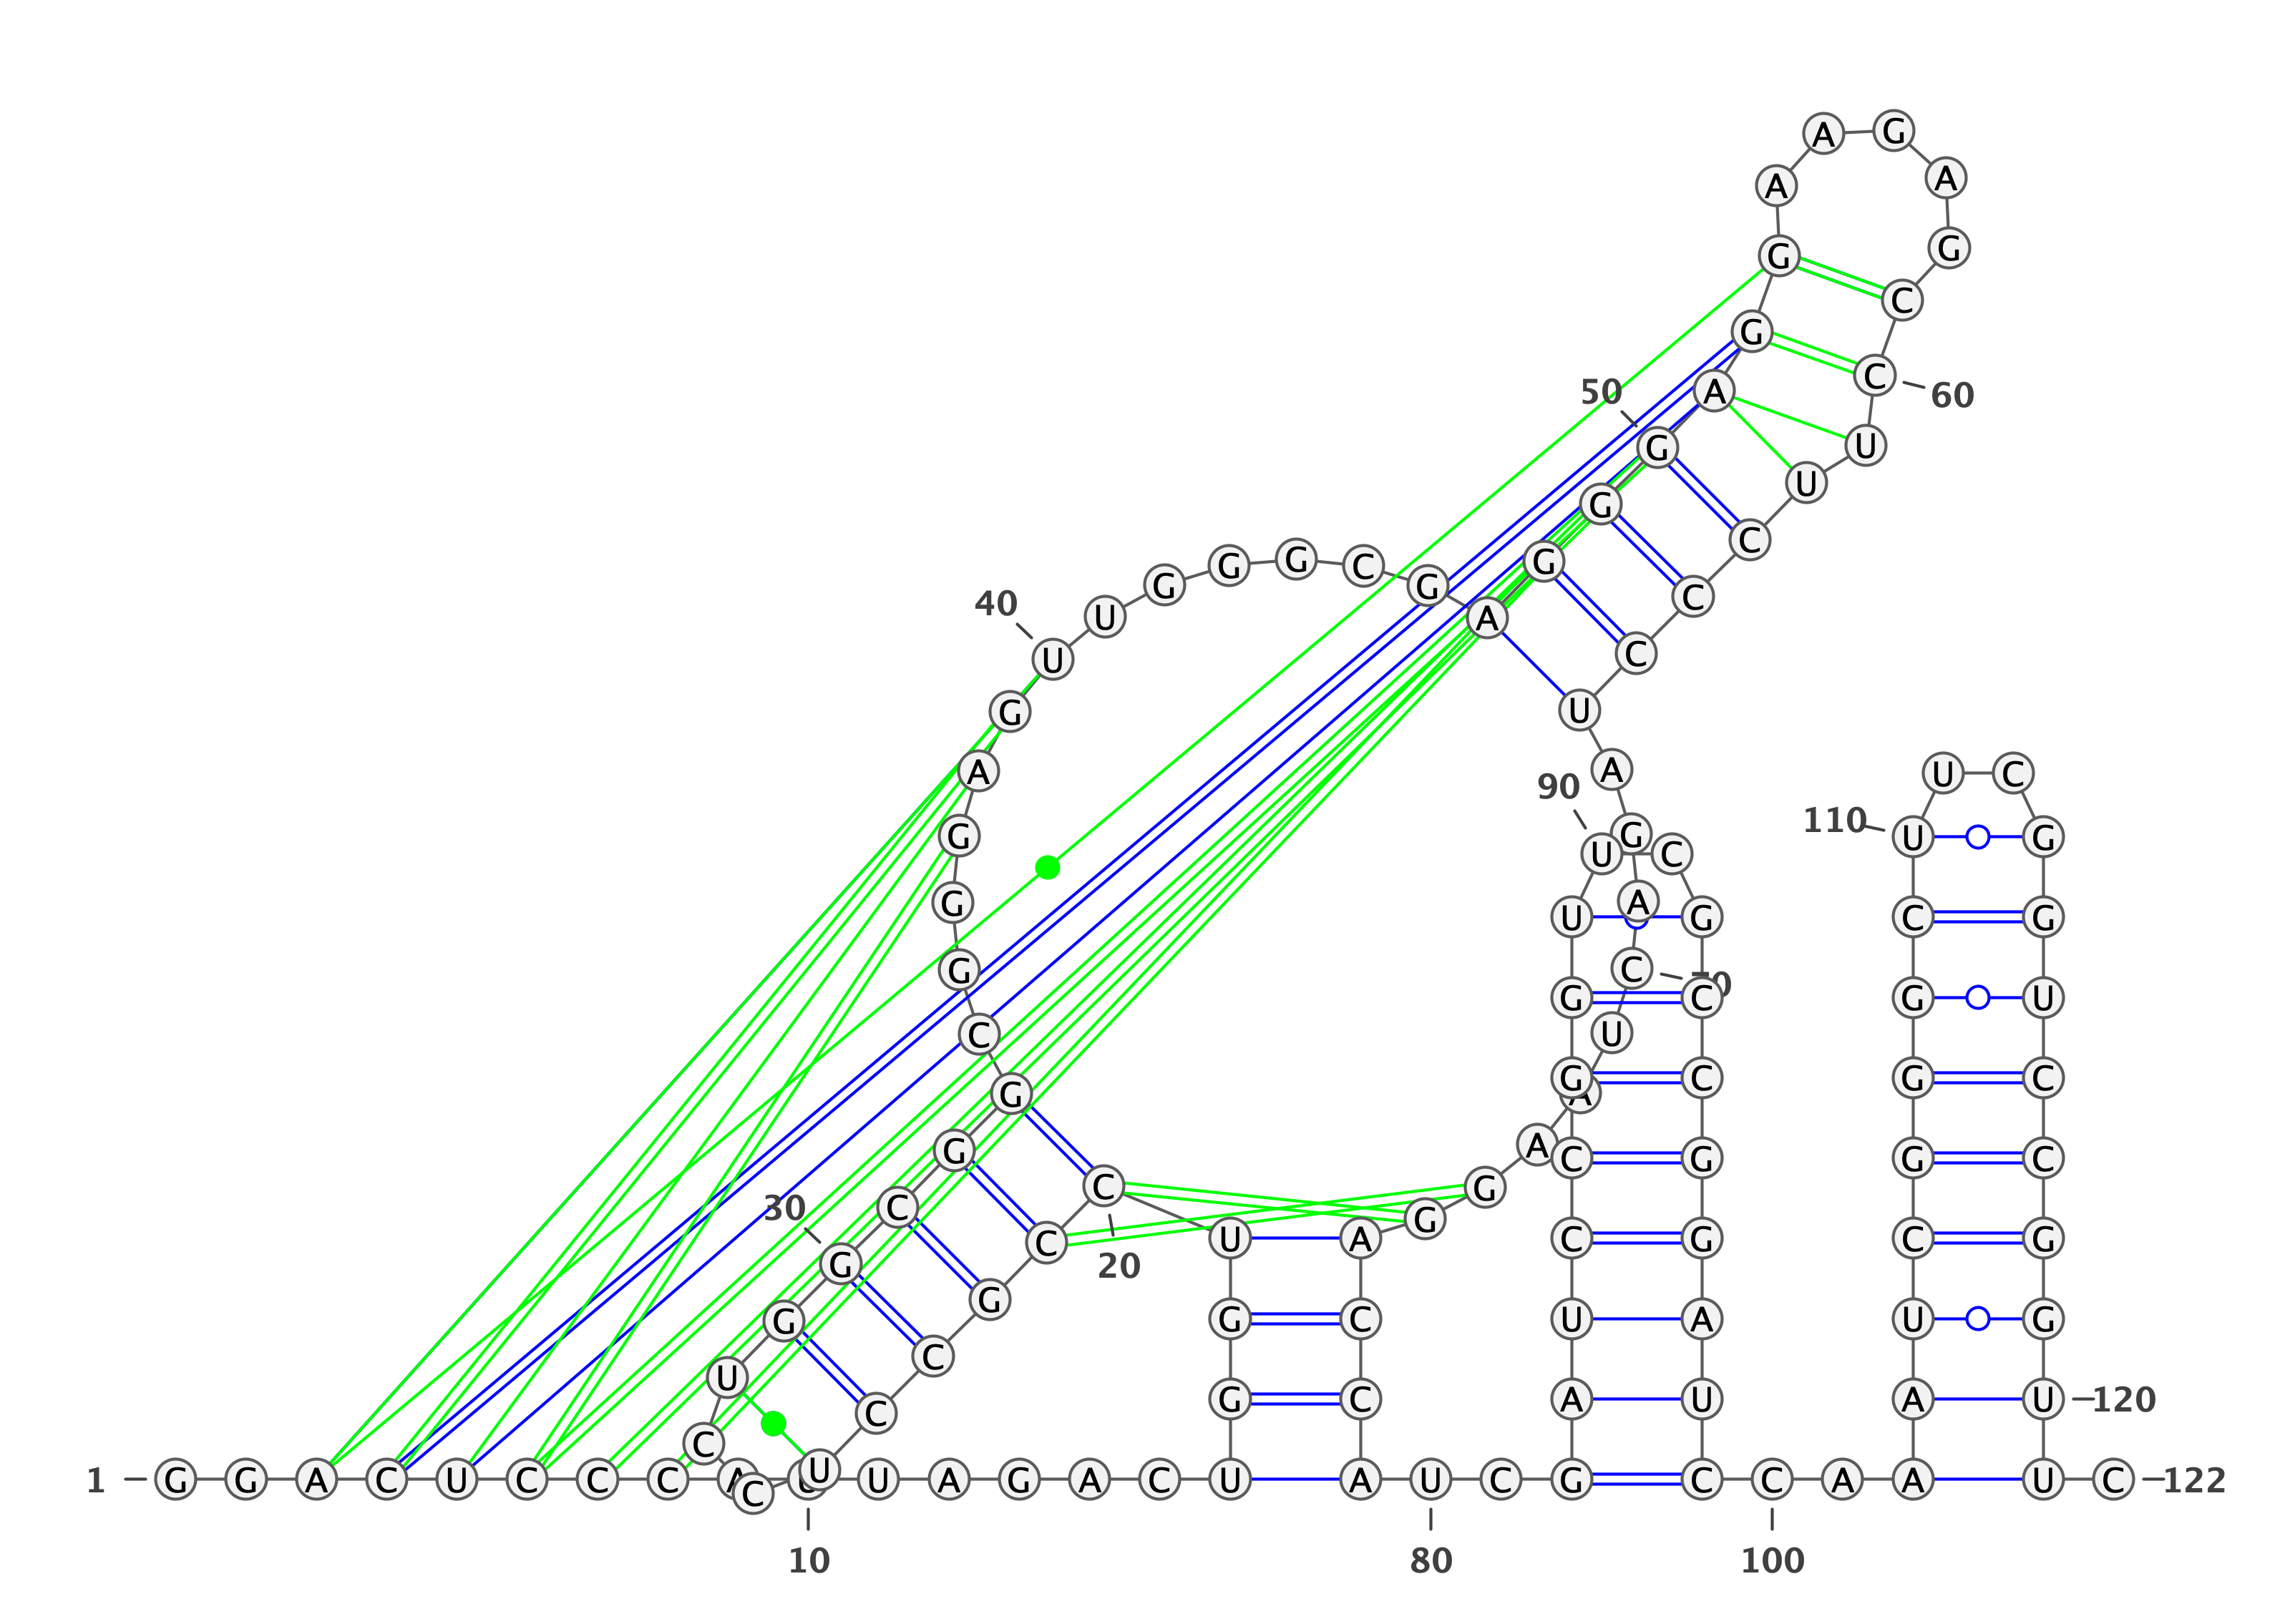 A G
A A
G G
C
G
C
50 A 60
G U
U
G
C
G G C G
40 G G C
U A
U C
G U
A A U C
90
110 U G
G G
U C
G A
U G C G
G C 70
G C G U
C U
G A
G C G C
G A
C G G C
C G
30 C
G
C U A C G C G
G 20
G
G G C U A U G
C
U
G C A U A U 120
C
C
1 G G A C U C C C A U U U A G A C U A U C G C C A A U C 122
C
10 80 100